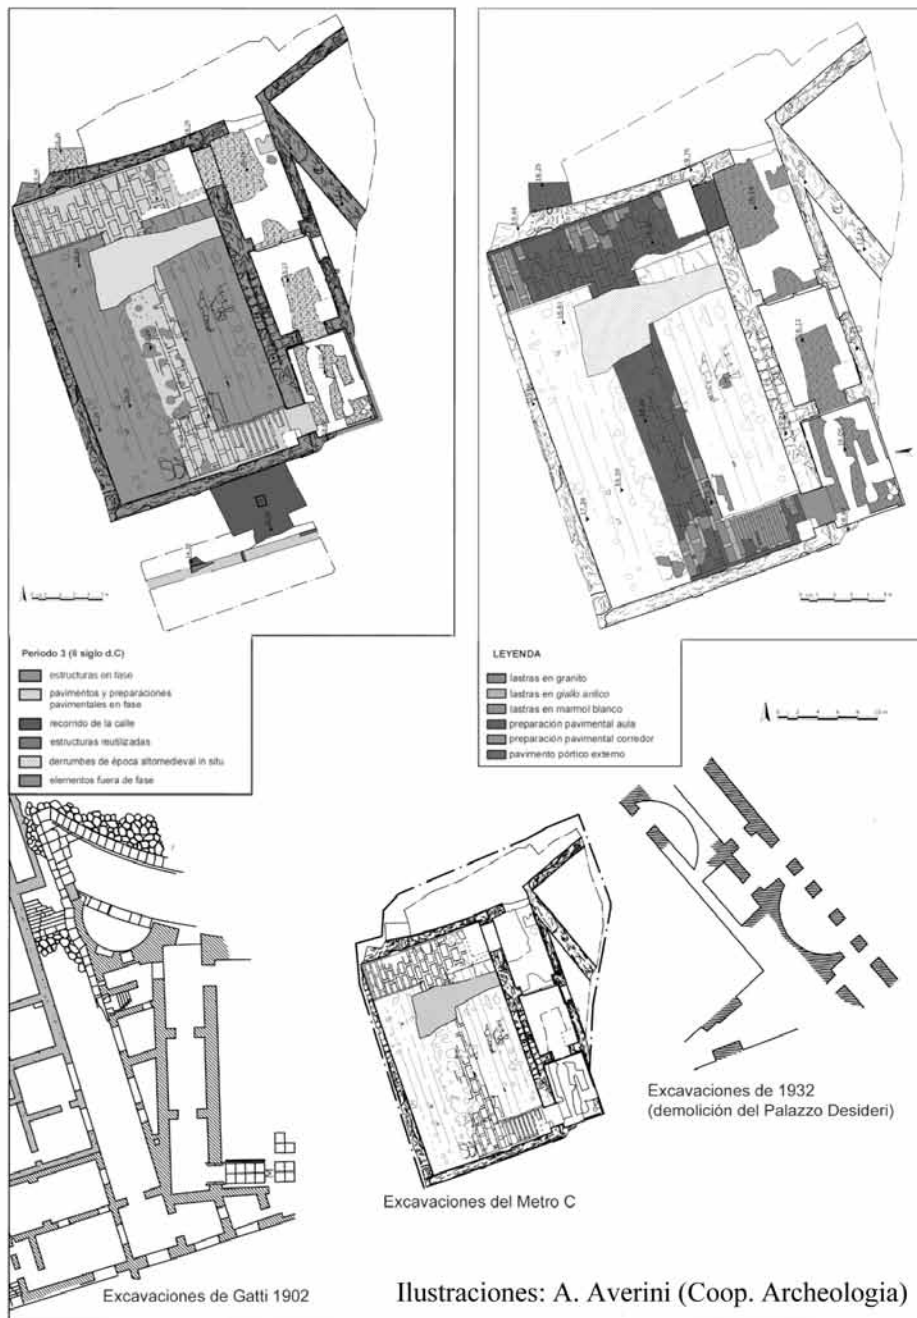 Periodo 3 (II siglo d.C)
estructuras en fase
pavimentos y preparaciones
pavimentales en fase
recorrido de la calle
estructuras reutilizadas
derrumbes de época altomedieval in situ
elementos fuera de fase
LEYENDA
lastras en granito
lastras en giallo antico
lastras en marmol blanco
preparación pavimental aula
preparación pavimental corredor
pavimento pórtico externo
Excavaciones de 1932
(demolición del Palazzo Desideri)
Excavaciones del Metro C
Excavaciones de Gatti 1902
Ilustraciones: A. Averini (Coop. Archeologia)